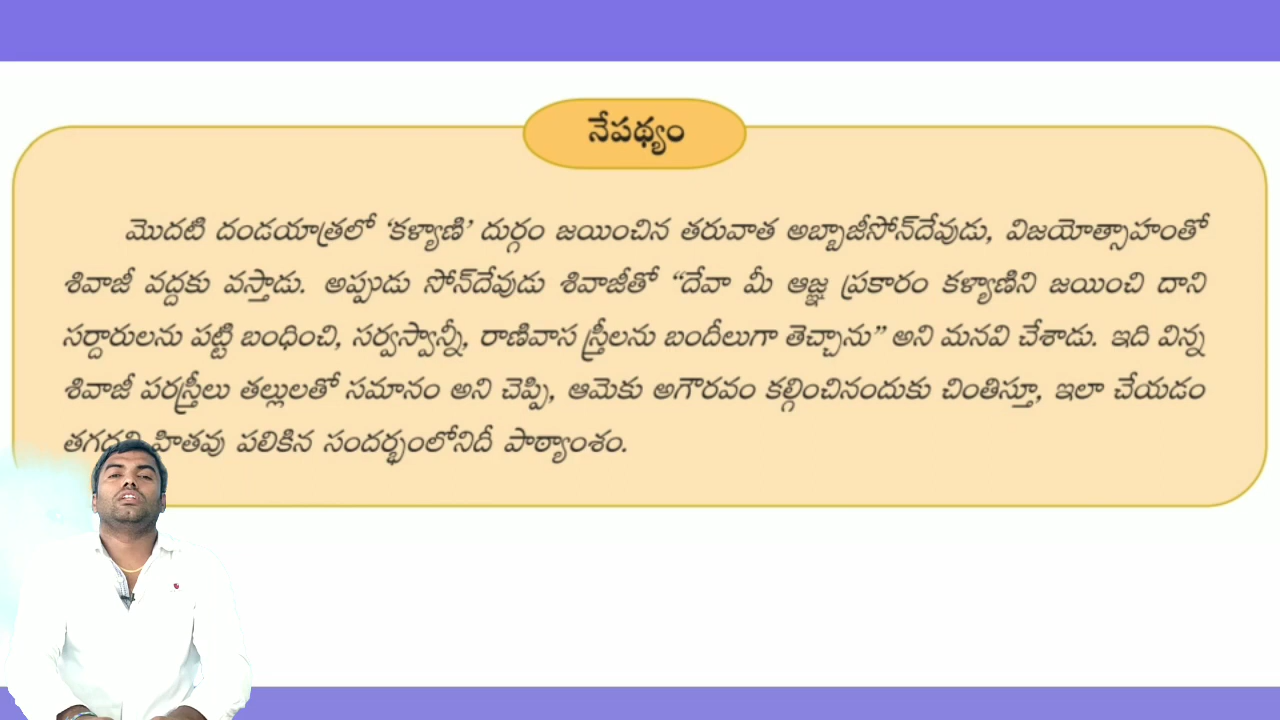 నేపథ్యం
మొదటి దండయాత్రలో ‘కళ్యాణి’ దుర్గం జయించిన తరువాత అబ్బాజీసోన్‌దేవుడు, విజయోత్సాహంతో
శివాజీ వద్దకు వస్తాడు. అప్పుడు సోన్‌దేవుడు శివాజీతో “దేవా మీ ఆజ్ఞ ప్రకారం కళ్యాణిని జయించి దాని
సర్దారులను పట్టి బంధించి, సర్వస్వాన్నీ, రాణివాస స్త్రీలను బందీలుగా తెచ్చాను” అని మనవి చేశాడు. ఇది విన్న
శివాజీ పరస్త్రీలు తల్లులతో సమానం అని చెప్పి, ఆమెకు అగౌరవం కల్గించినందుకు చింతిస్తూ, ఇలా చేయడం
హితవు పలికిన సందర్భంలోనిదీ పాఠ్యాంశం.